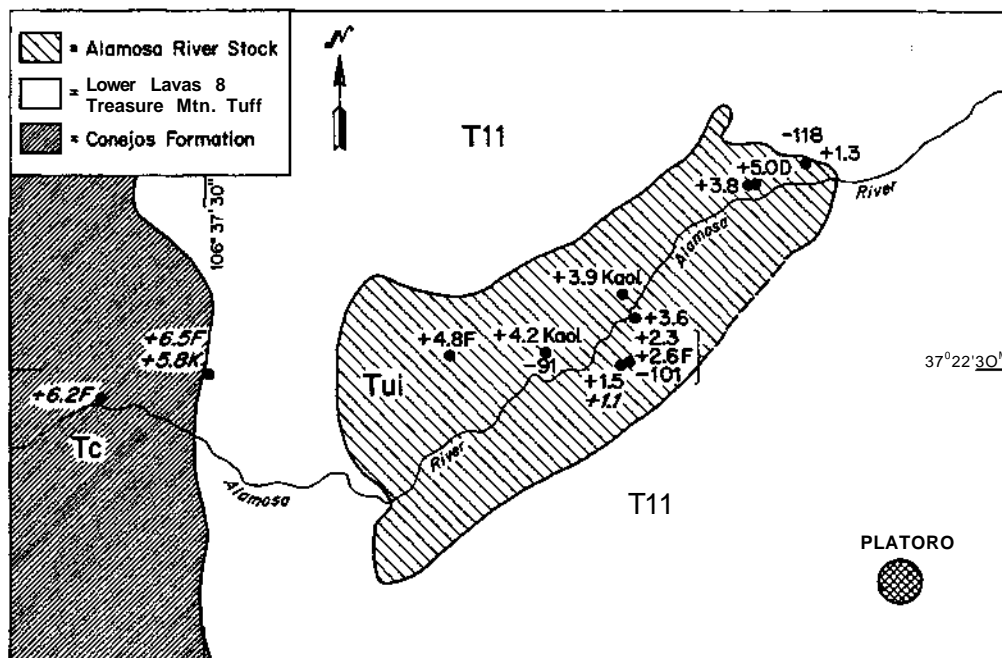 = Alamosa River Stock
= Lower Lavas 8
Treasure Mtn. Tuff
= Conejos Formation
N
T11
-118
+1.3
+5.0D
+3.8
River
Alamosa
106° 37' 30"
+3.9 Kaol
+3.6
+4.8F
+4.2 Kaol
-91
+2.3
+2.6F
-101
+1.5
+1.1
37°22'30"
+6.5F
+5.8K
+6.2F
Tui
Tc
River
Alamosa
T11
PLATORO